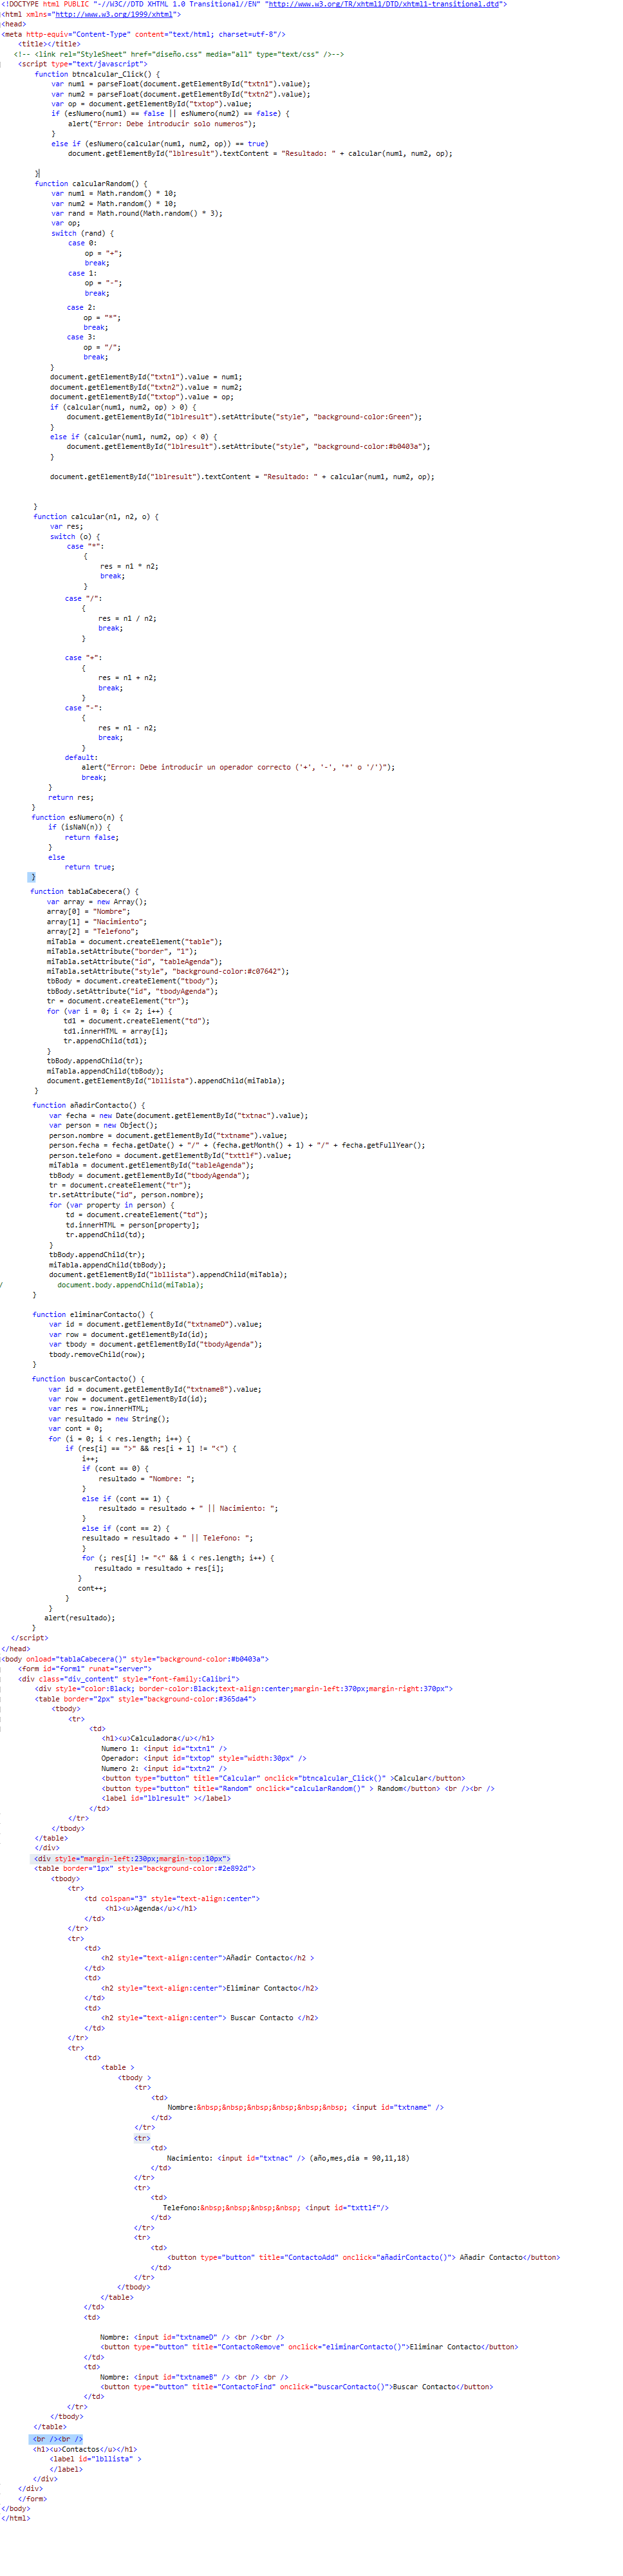 <!DOCTYPE html PUBLIC "-//W3C//DTD XHTML 1.0 Transitional//EN" "http://www.w3.org/TR/xhtml1/DTD/xhtml1-transitional.dtd">
<html xmlns="http://www.w3.org/1999/xhtml">
<head>
<meta http-equiv="Content-Type" content="text/html; charset=utf-8"/>
<title></title>
<!-- <link rel="StyleSheet" href="diseño.css" media="all" type="text/css" />-->
<script type="text/javascript">
function btncalcular_Click() {
var num1 = parseFloat(document.getElementById("txtn1").value);
var num2 = parseFloat(document.getElementById("txtn2").value);
var op = document.getElementById("txtop").value;
if (esNumero(num1) == false || esNumero(num2) == false) {
alert("Error: Debe introducir solo numeros");
}
else if (esNumero(calcular(num1, num2, op)) == true)
document.getElementById("lblresult").textContent = "Resultado: " + calcular(num1, num2, op);
}
function calcularRandom() {
var num1 = Math.random() * 10;
var num2 = Math.random() * 10;
var rand = Math.round(Math.random() * 3);
var op;
switch (rand) {
case 0:
op = "+";
break;
case 1:
op = "-";
break;
case 2:
op = "*";
break;
case 3:
op = "/";
break;
}
document.getElementById("txtn1").value = num1;
document.getElementById("txtn2").value = num2;
document.getElementById("txtop").value = op;
if (calcular(num1, num2, op) > 0) {
document.getElementById("lblresult").setAttribute("style", "background-color:Green");
}
else if (calcular(num1, num2, op) < 0) {
document.getElementById("lblresult").setAttribute("style", "background-color:#b0403a");
}
document.getElementById("lblresult").textContent = "Resultado: " + calcular(num1, num2, op);
}
function calcular(n1, n2, o) {
var res;
switch (o) {
case "*":
{
res = n1 * n2;
break;
}
case "/":
{
res = n1 / n2;
break;
}
case "+":
{
res = n1 + n2;
break;
}
case "-":
{
res = n1 - n2;
break;
}
default:
alert("Error: Debe introducir un operador correcto ('+', '-', '*' o '/')");
break;
}
return res;
}
function esNumero(n) {
if (isNaN(n)) {
return false;
}
else
return true;
}
function tablaCabecera() {
var array = new Array();
array[0] = "Nombre";
array[1] = "Nacimiento";
array[2] = "Telefono";
miTabla = document.createElement("table");
miTabla.setAttribute("border", "1");
miTabla.setAttribute("id", "tableAgenda");
miTabla.setAttribute("style", "background-color:#c07642");
tbBody = document.createElement("tbody");
tbBody.setAttribute("id", "tbodyAgenda");
tr = document.createElement("tr");
for (var i = 0; i <= 2; i++) {
td1 = document.createElement("td");
td1.innerHTML = array[i];
tr.appendChild(td1);
}
tbBody.appendChild(tr);
miTabla.appendChild(tbBody);
document.getElementById("lbllista").appendChild(miTabla);
}
function añadirContacto() {
var fecha = new Date(document.getElementById("txtnac").value);
var person = new Object();
person.nombre = document.getElementById("txtname").value;
person.fecha = fecha.getDate() + "/" + (fecha.getMonth() + 1) + "/" + fecha.getFullYear();
person.telefono = document.getElementById("txttlf").value;
miTabla = document.getElementById("tableAgenda");
tbBody = document.getElementById("tbodyAgenda");
tr = document.createElement("tr");
tr.setAttribute("id", person.nombre);
for (var property in person) {
td = document.createElement("td");
td.innerHTML = person[property];
tr.appendChild(td);
}
tbBody.appendChild(tr);
miTabla.appendChild(tbBody);
document.getElementById("lbllista").appendChild(miTabla);
/ document.body.appendChild(miTabla);
}
function eliminarContacto() {
var id = document.getElementById("txtnameD").value;
var row = document.getElementById(id);
var tbody = document.getElementById("tbodyAgenda");
tbody.removeChild(row);
}
function buscarContacto() {
var id = document.getElementById("txtnameB").value;
var row = document.getElementById(id);
var res = row.innerHTML;
var resultado = new String();
var cont = 0;
for (i = 0; i < res.length; i++) {
if (res[i] == ">" && res[i + 1] != "<") {
i++;
if (cont == 0) {
resultado = "Nombre: ";
}
else if (cont == 1) {
resultado = resultado + " || Nacimiento: ";
}
else if (cont == 2) {
resultado = resultado + " || Telefono: ";
}
for (; res[i] != "<" && i < res.length; i++) {
resultado = resultado + res[i];
}
cont++;
}
}
alert(resultado);
}
</script>
</head>
<body onload="tablaCabecera()" style="background-color:#b0403a">
<form id="form1" runat="server">
<div class="div_content" style="font-family:Calibri">
<div style="color:Black; border-color:Black;text-align:center;margin-left:370px;margin-right:370px">
<table border="2px" style="background-color:#365da4">
<tbody>
<tr>
<td>
<h1><u>Calculadora</u></h1>
Numero 1: <input id="txtn1" />
Operador: <input id="txtop" style="width:30px" />
Numero 2: <input id="txtn2" />
<button type="button" title="Calcular" onclick="btncalcular_Click()" >Calcular</button>
<button type="button" title="Random" onclick="calcularRandom()" > Random</button> <br /><br />
<label id="lblresult" ></label>
</td>
</tr>
</tbody>
</table>
</div>
<div style="margin-left:230px;margin-top:10px">
<table border="1px" style="background-color:#2e892d">
<tbody>
<tr>
<td colspan="3" style="text-align:center">
<h1><u>Agenda</u></h1>
</td>
</tr>
<tr>
<td>
<h2 style="text-align:center">Añadir Contacto</h2 >
</td>
<td>
<h2 style="text-align:center">Eliminar Contacto</h2>
</td>
<td>
<h2 style="text-align:center"> Buscar Contacto </h2>
</td>
</tr>
<tr>
<td>
<table >
<tbody >
<tr>
<td>
Nombre:&nbsp;&nbsp;&nbsp;&nbsp;&nbsp;&nbsp; <input id="txtname" />
</td>
</tr>
<tr>
<td>
Nacimiento: <input id="txtnac" /> (año,mes,dia = 90,11,18)
</td>
</tr>
<tr>
<td>
Telefono:&nbsp;&nbsp;&nbsp;&nbsp; <input id="txttlf"/>
</td>
</tr>
<tr>
<td>
<button type="button" title="ContactoAdd" onclick="añadirContacto()"> Añadir Contacto</button>
</td>
</tr>
</tbody>
</table>
</td>
<td>
Nombre: <input id="txtnameD" /> <br /><br />
<button type="button" title="ContactoRemove" onclick="eliminarContacto()">Eliminar Contacto</button>
</td>
<td>
Nombre: <input id="txtnameB" /> <br /> <br />
<button type="button" title="ContactoFind" onclick="buscarContacto()">Buscar Contacto</button>
</td>
</tr>
</tbody>
</table>
<br /><br />
<h1><u>Contactos</u></h1>
<label id="lbllista" >
</label>
</div>
</div>
</form>
</body>
</html>